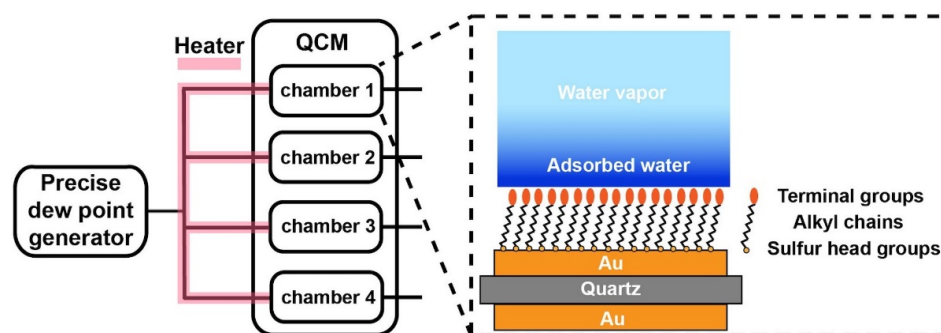 Heater
QCM
chamber 1
chamber 2
chamber 3
chamber 4
Precise
dew point
generator
Water vapor
Adsorbed water
Terminal groups
Alkyl chains
Sulfur head groups
Au
Quartz
Au